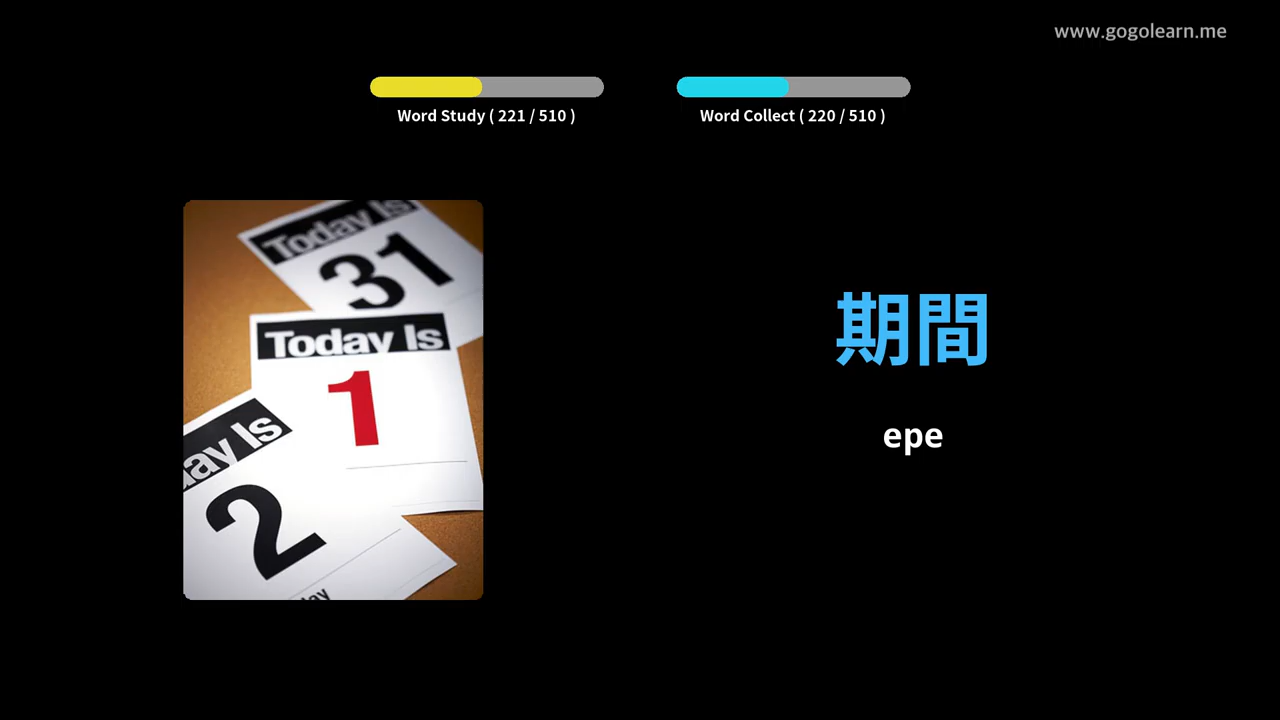 www.gogolearn.me
Word Study ( 221 / 510 )
Word Collect ( 220 / 510 )
Today Is
31
Today Is
1
ay Is
2
期間
epe